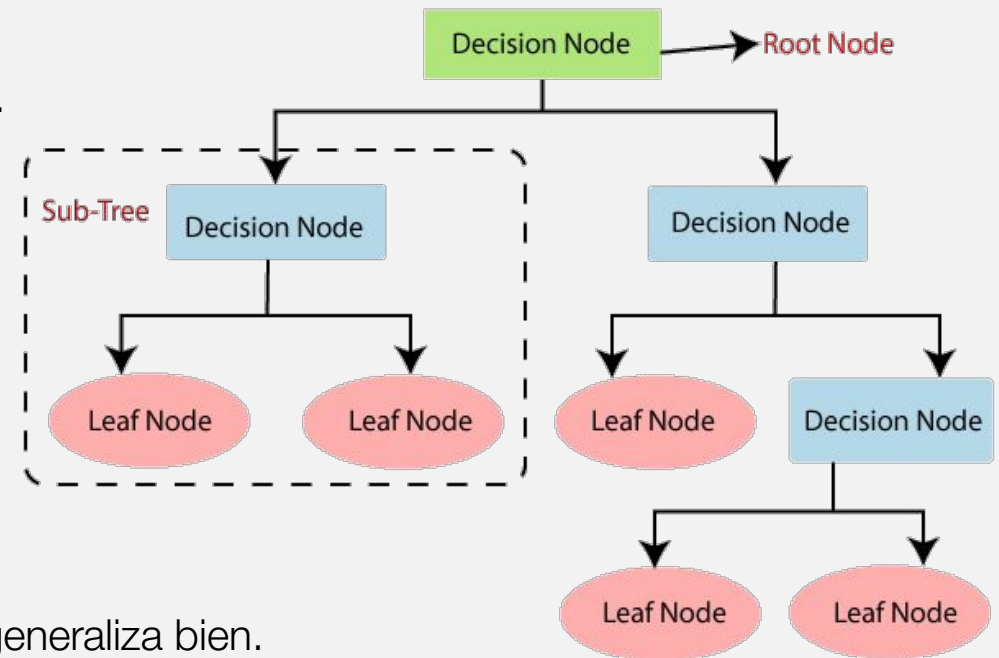 Decision Node
Root Node
Sub-Tree
Decision Node
Decision Node
Leaf Node
Leaf Node
Leaf Node
Decision Node
Leaf Node
Leaf Node
generaliza bien.